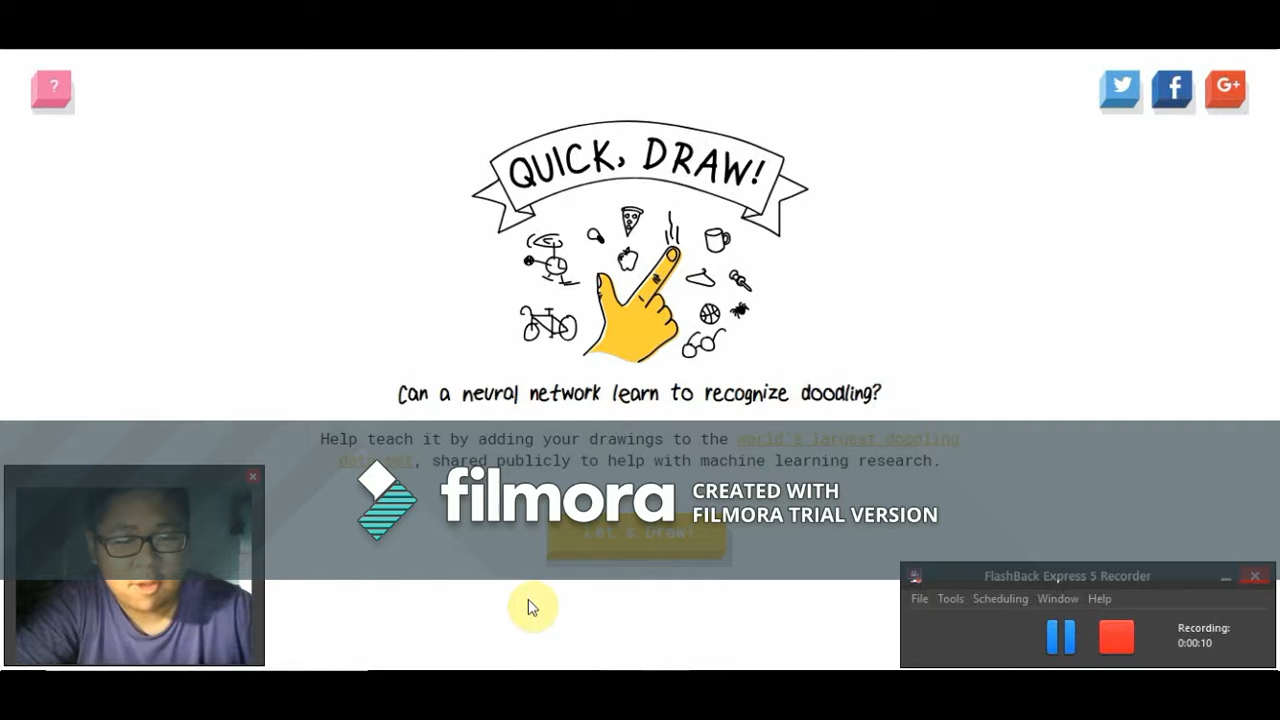 ?
G+
QUICK, DRAW!
Can a neural network learn to recognize doodling?
Help teach it by adding your drawings to the world's largest doodling
data set, shared publicly to help with machine learning research.
filmora
CREATED WITH
FILMORA TRIAL VERSION
Let's Draw!
FlashBack Express 5 Recorder
File Tools Scheduling Window Help
Recording:
0:00:10